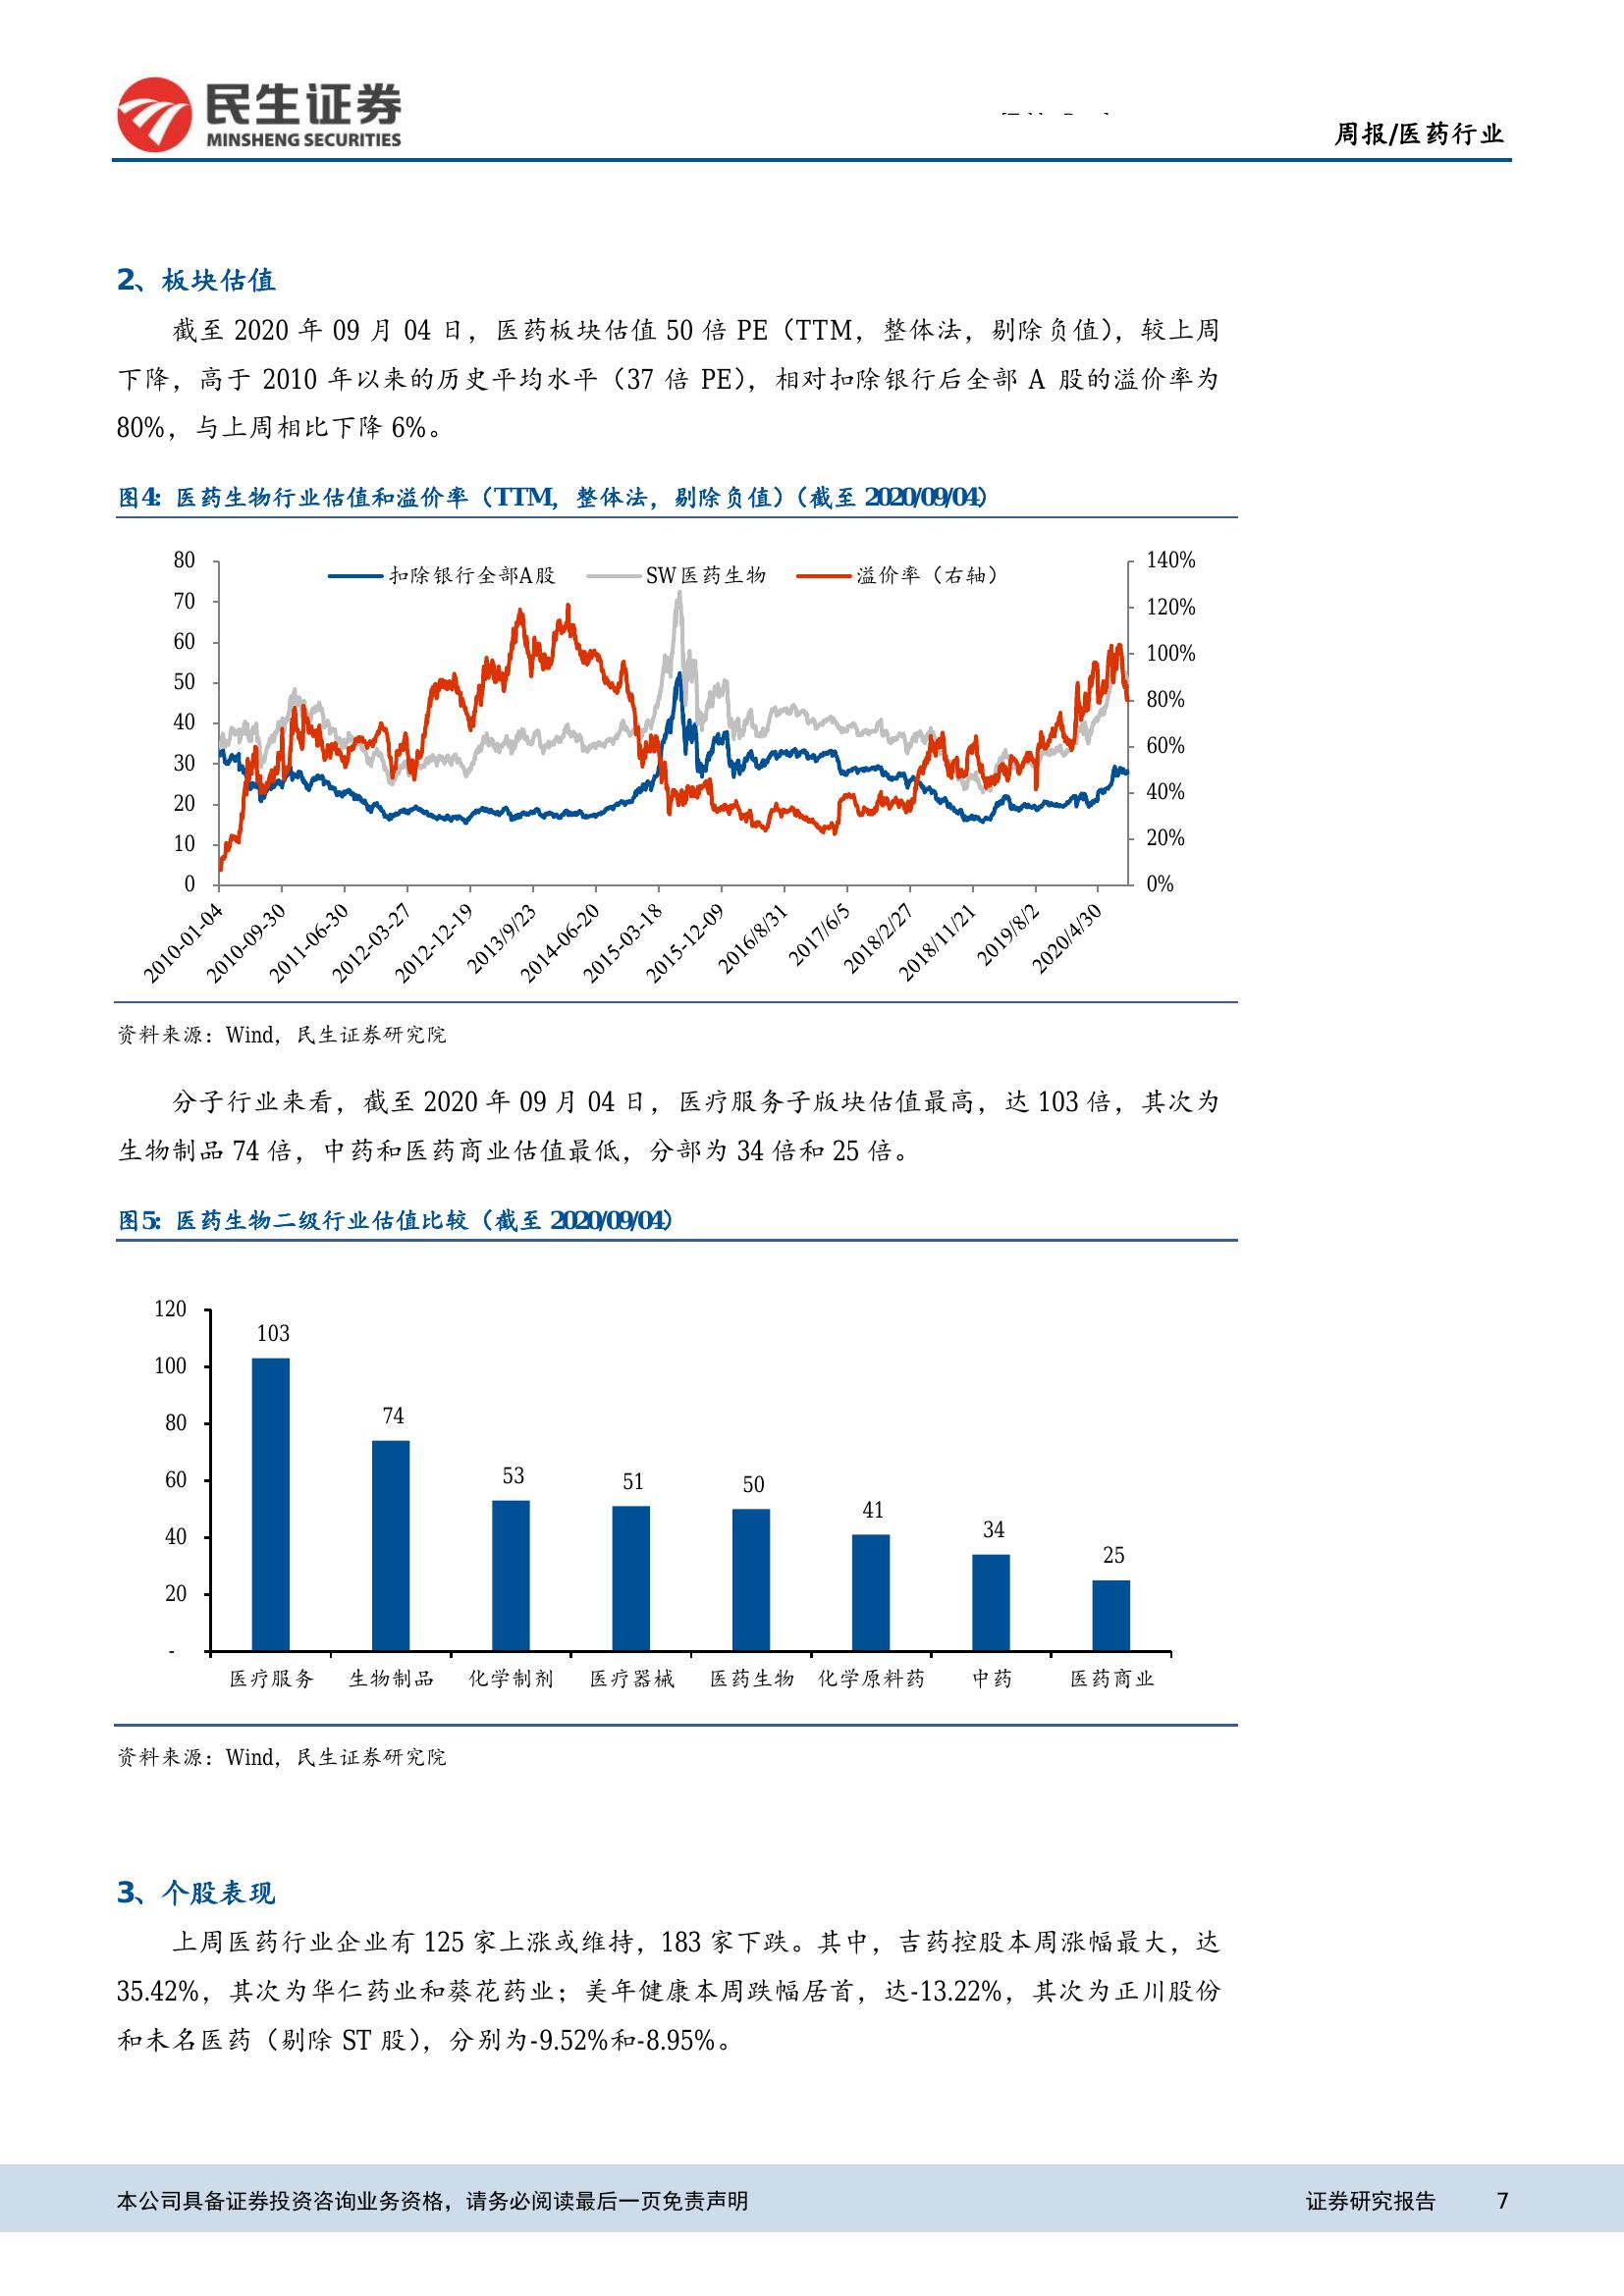 民生证券
MINSHENG SECURITIES
周报/医药行业
2、板块估值
截至 2020 年 09 月 04 日，医药板块估值 50 倍 PE（TTM，整体法，剔除负值），较上周
下降，高于 2010 年以来的历史平均水平（37 倍 PE），相对扣除银行后全部 A 股的溢价率为
80%，与上周相比下降 6%。
图4：医药生物行业估值和溢价率（TTM，整体法，剔除负值）（截至 2020/09/04）
扣除银行全部A股 SW医药生物 溢价率（右轴）
80 140%
70 120%
60 100%
50 80%
40 60%
30 40%
20 20%
10 0%
0
2010-01-04 2010-09-30 2011-06-30 2012-03-27 2012-12-19 2013/9/23 2014-06-20 2015-03-18 2015-12-09 2016/8/31 2017/6/5 2018/2/27 2018/11/21 2019/8/2 2020/4/30
资料来源：Wind，民生证券研究院
分子行业来看，截至 2020 年 09 月 04 日，医疗服务子版块估值最高，达 103 倍，其次为
生物制品 74 倍，中药和医药商业估值最低，分部为 34 倍和 25 倍。
图5：医药生物二级行业估值比较（截至 2020/09/04）
120
100
80
60
40
20
-
103 74 53 51 50 41 34 25
医疗服务 生物制品 化学制剂 医疗器械 医药生物 化学原料药 中药 医药商业
资料来源：Wind，民生证券研究院
3、个股表现
上周医药行业企业有 125 家上涨或维持，183 家下跌。其中，吉药控股本周涨幅最大，达
35.42%，其次为华仁药业和葵花药业；美年健康本周跌幅居首，达-13.22%，其次为正川股份
和未名医药（剔除 ST 股），分别为-9.52%和-8.95%。
本公司具备证券投资咨询业务资格，请务必阅读最后一页免责声明 证券研究报告 7